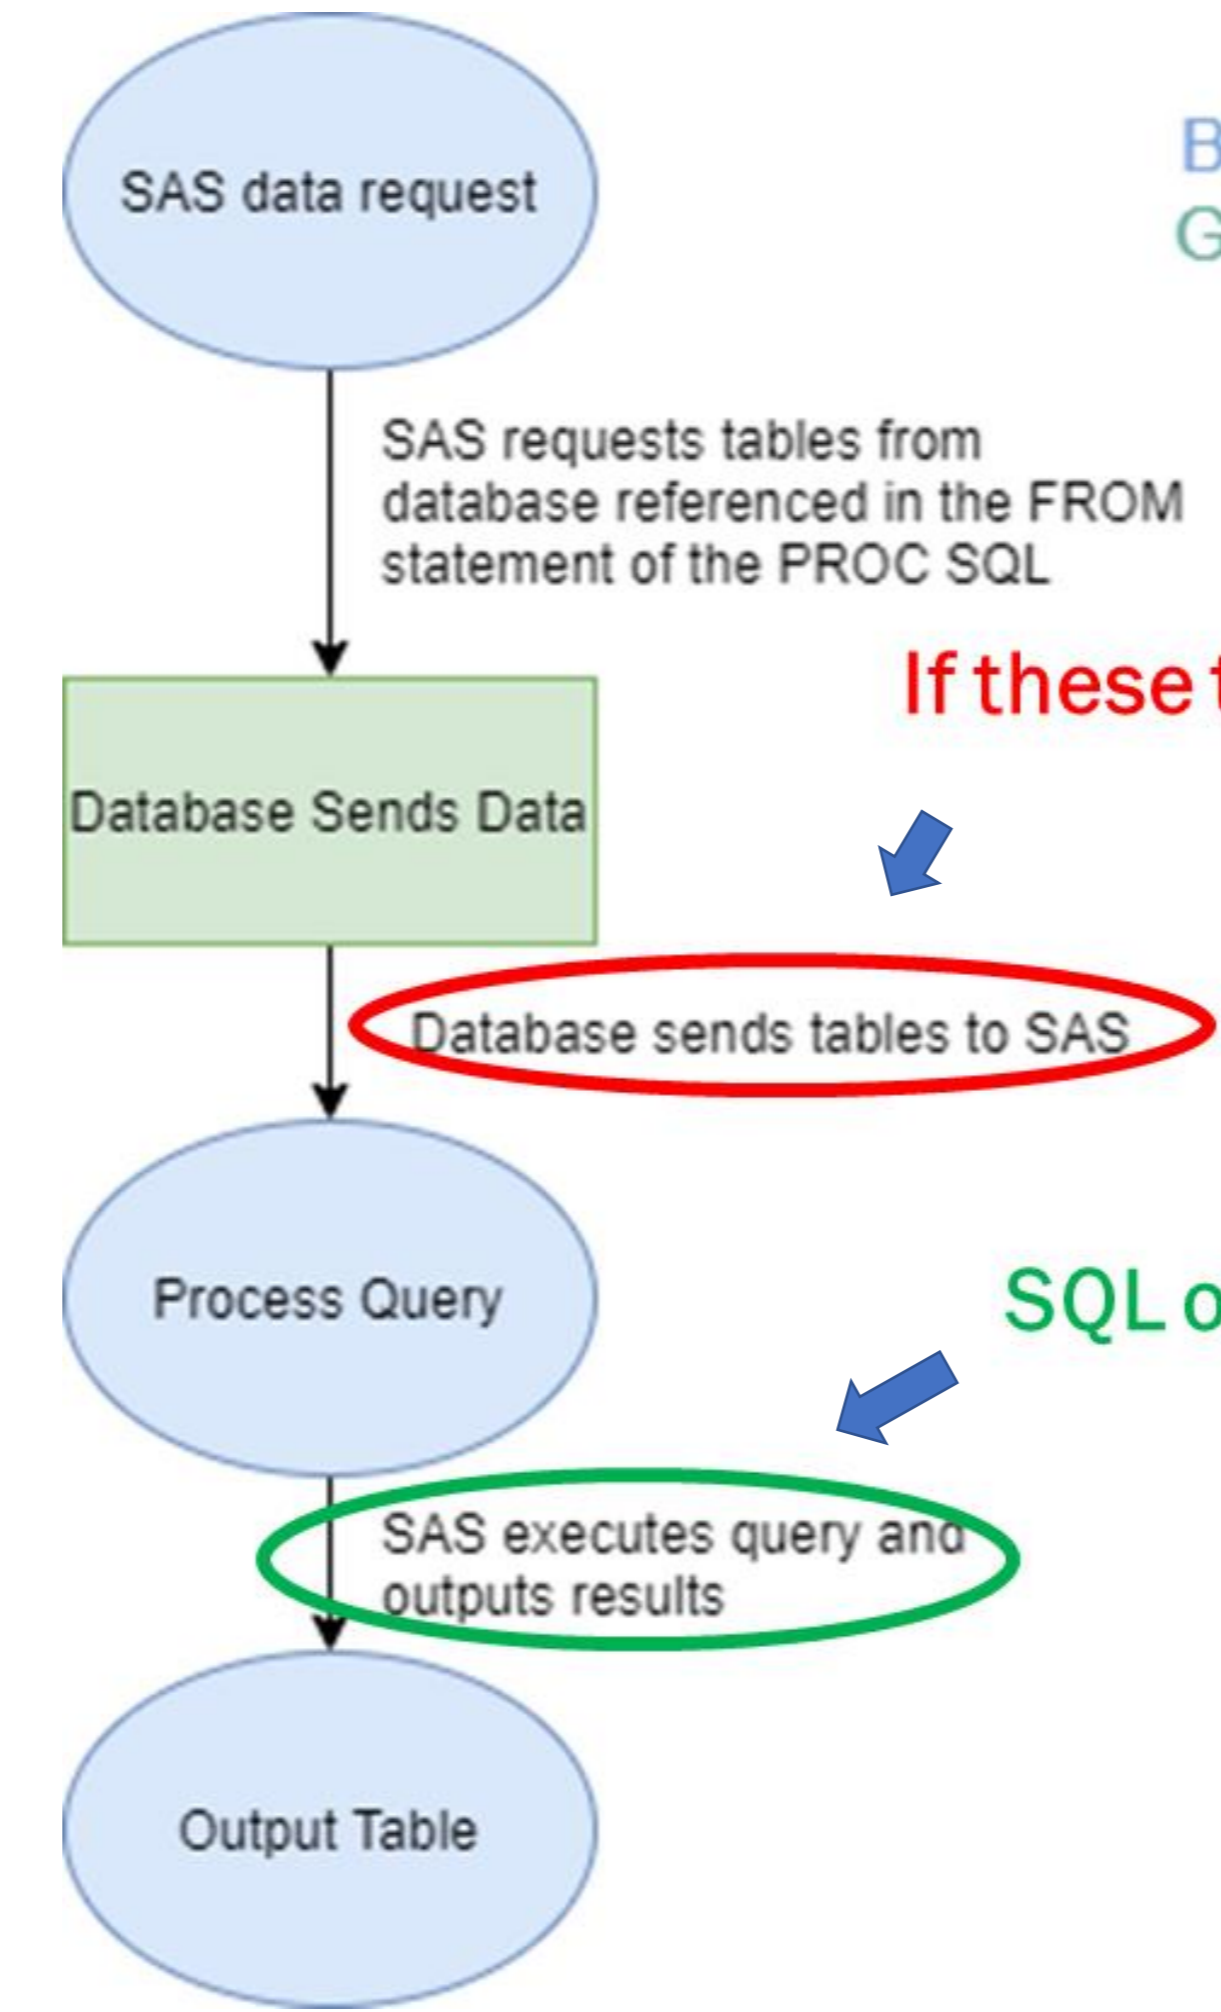 SAS data request
B
G
SAS requests tables from
database referenced in the FROM
statement of the PROC SQL
If these t
Database Sends Data
Database sends tables to SAS
Process Query
SQL o
SAS executes query and
outputs results
Output Table